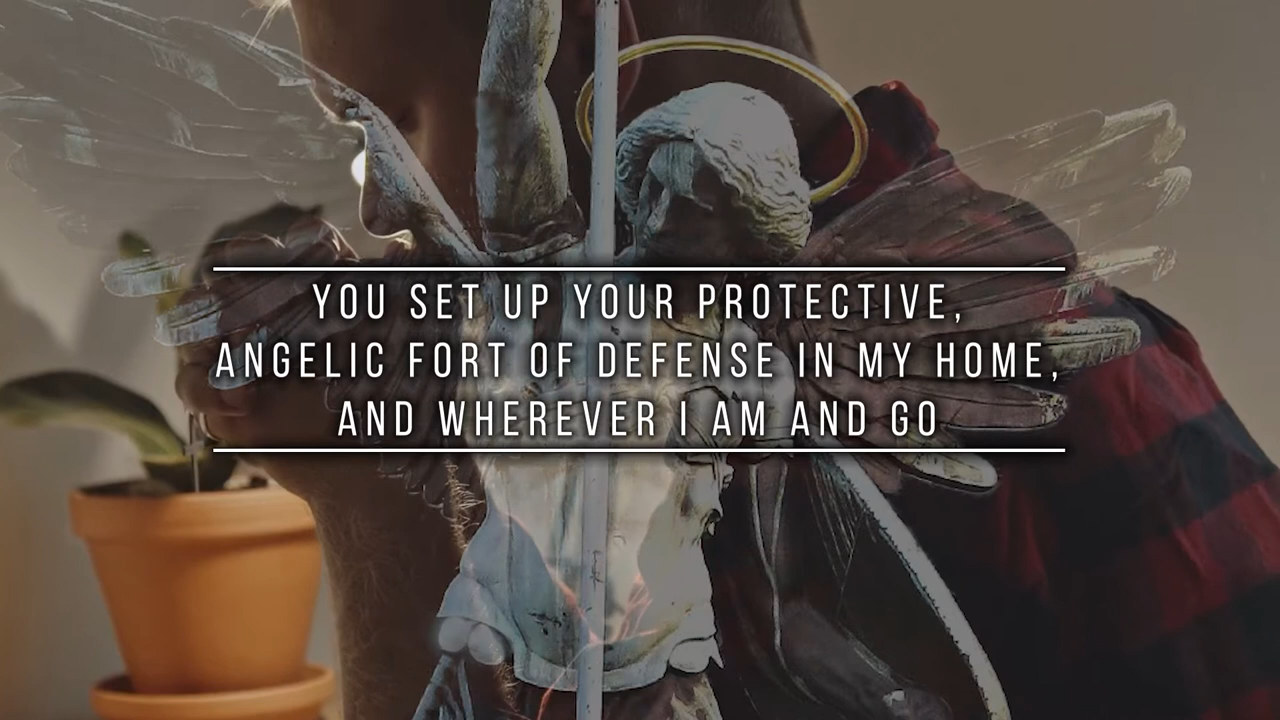 YOU SET UP YOUR PROTECTIVE,
ANGELIC FORT OF DEFENSE IN MY HOME,
AND WHEREVER I AM AND GO